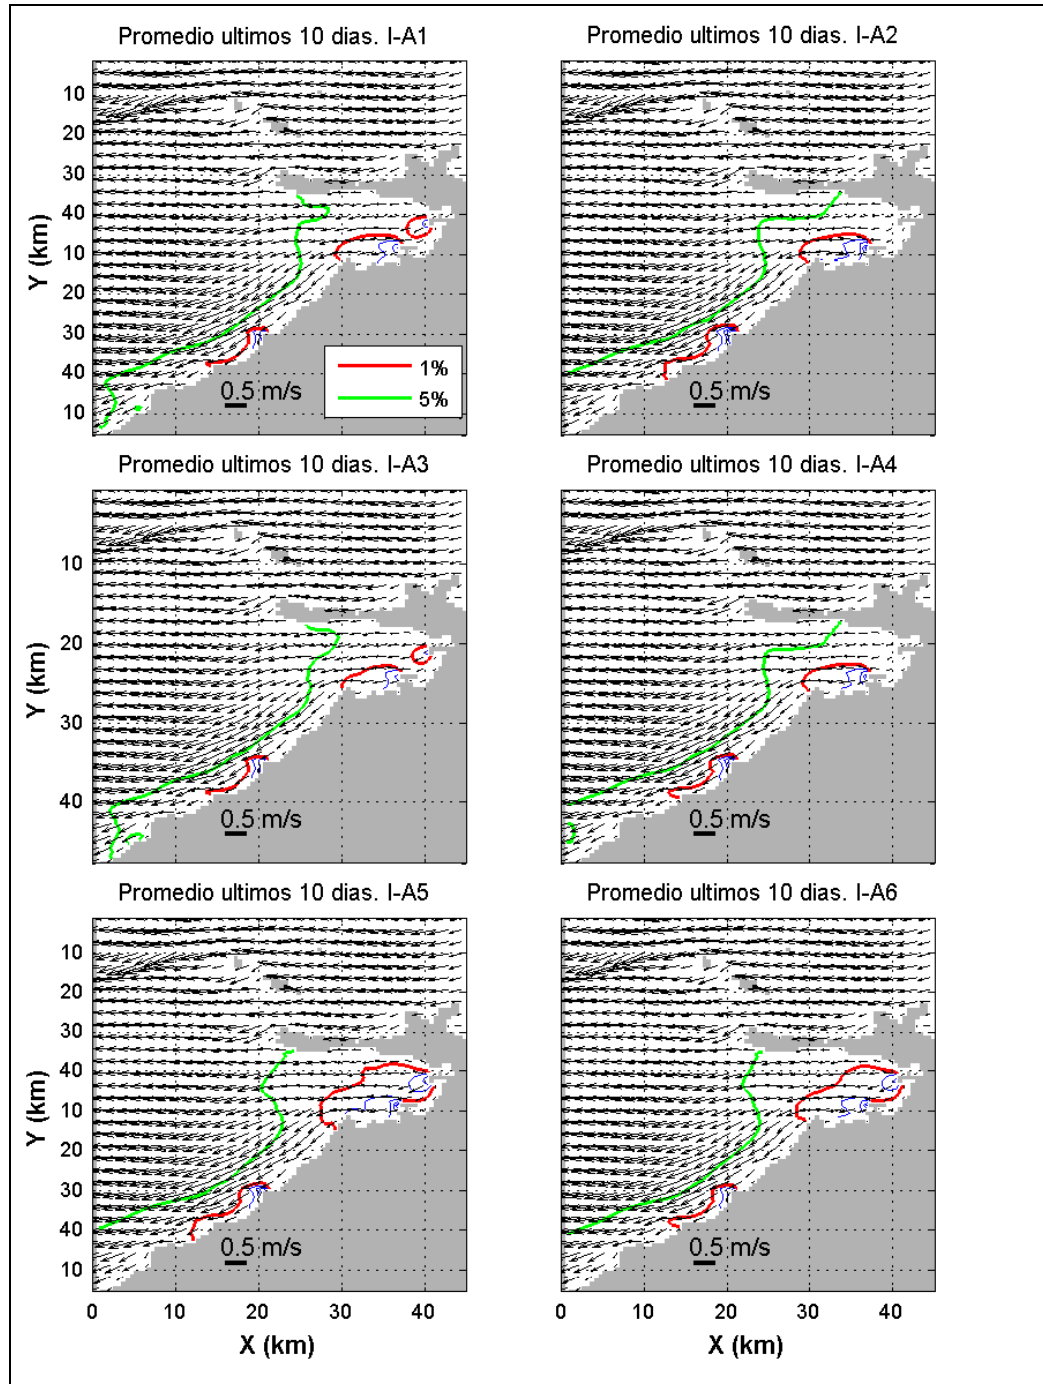 Promedio ultimos 10 dias. I-A1
Promedio ultimos 10 dias. I-A2
10
20
30
40
10
20
30
40
10
Y (km)
1%
5%
0.5 m/s
0.5 m/s
Promedio ultimos 10 dias. I-A3
Promedio ultimos 10 dias. I-A4
10
20
30
40
Y (km)
0.5 m/s
0.5 m/s
Promedio ultimos 10 dias. I-A5
Promedio ultimos 10 dias. I-A6
10
20
30
40
10
20
30
40
10
Y (km)
0.5 m/s
0.5 m/s
0 10 20 30 40
0 10 20 30 40
X (km)
X (km)